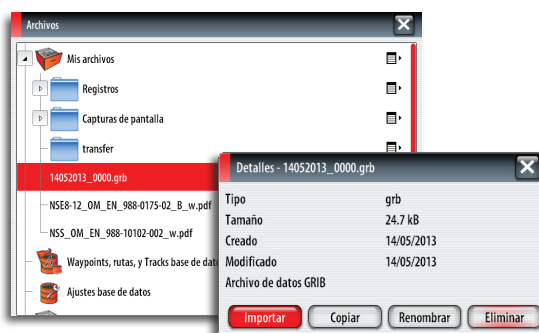 Archivos
Mis archivos
Registros
Capturas de pantalla
transfer
14052013_0000.grb
NSE8-12_OM_EN_988-0175-02_B_w.pdf
NSS_OM_EN_988-10102-002_w.pdf
Waypoints, rutas, y Tracks base de dat
Ajustes base de datos
Detalles - 14052013_0000.grb
Tipo grb
Tamaño 24.7 kB
Creado 14/05/2013
Modificado 14/05/2013
Archivo de datos GRIB
Importar Copiar Renombrar Eliminar